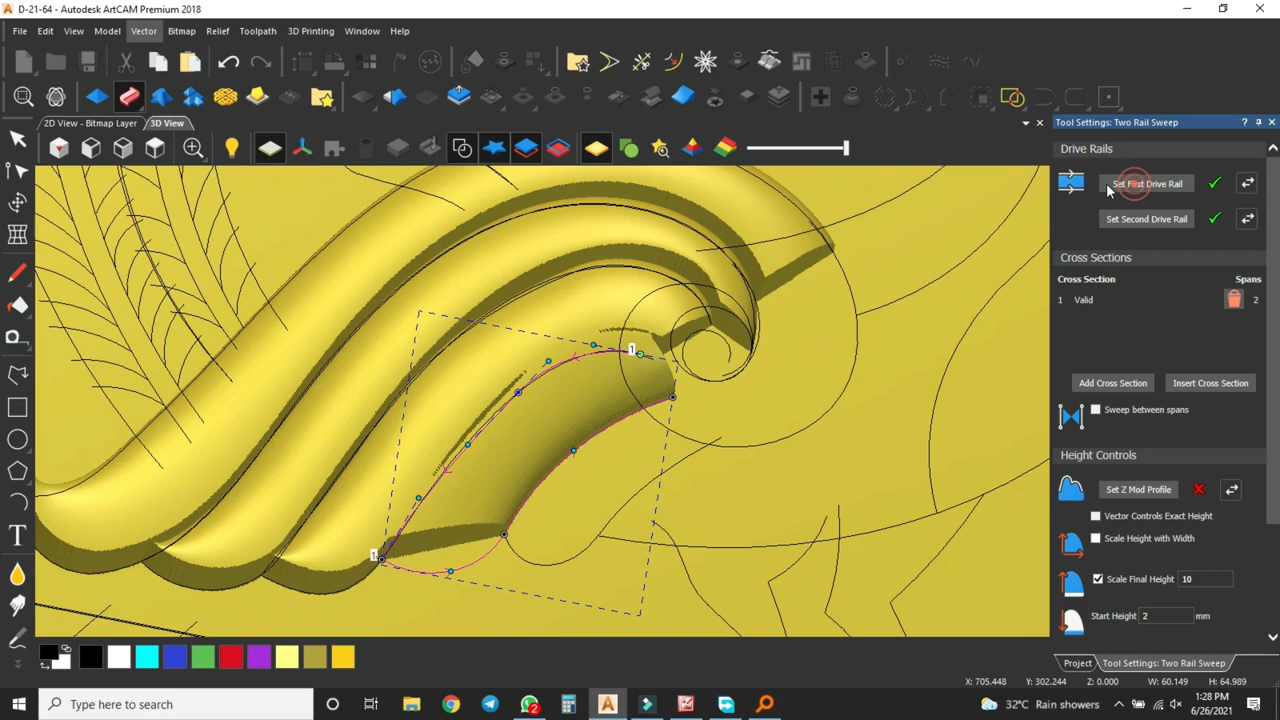 D-21-64 - Autodesk ArtCAM Premium 2018
File Edit View Model Vector Bitmap Relief Toolpath 3D Printing Window Help
2D View - Bitmap Layer 3D View
Tool Settings: Two Rail Sweep
Drive Rails
Set First Drive Rail
Set Second Drive Rail
Cross Sections
Cross Section Spans
1 Valid 2
Add Cross Section Insert Cross Section
Sweep between spans
Height Controls
Set Z Mod Profile
Vector Controls Exact Height
Scale Height with Width
Scale Final Height 10
Start Height 2 mm
1
1
Project Tool Settings: Two Rail Sweep
X: 705.448 Y: 302.244 Z: 0.000 W: 60.149 H: 64.989
Type here to search
2
32°C Rain showers
1:28 PM
6/26/2021